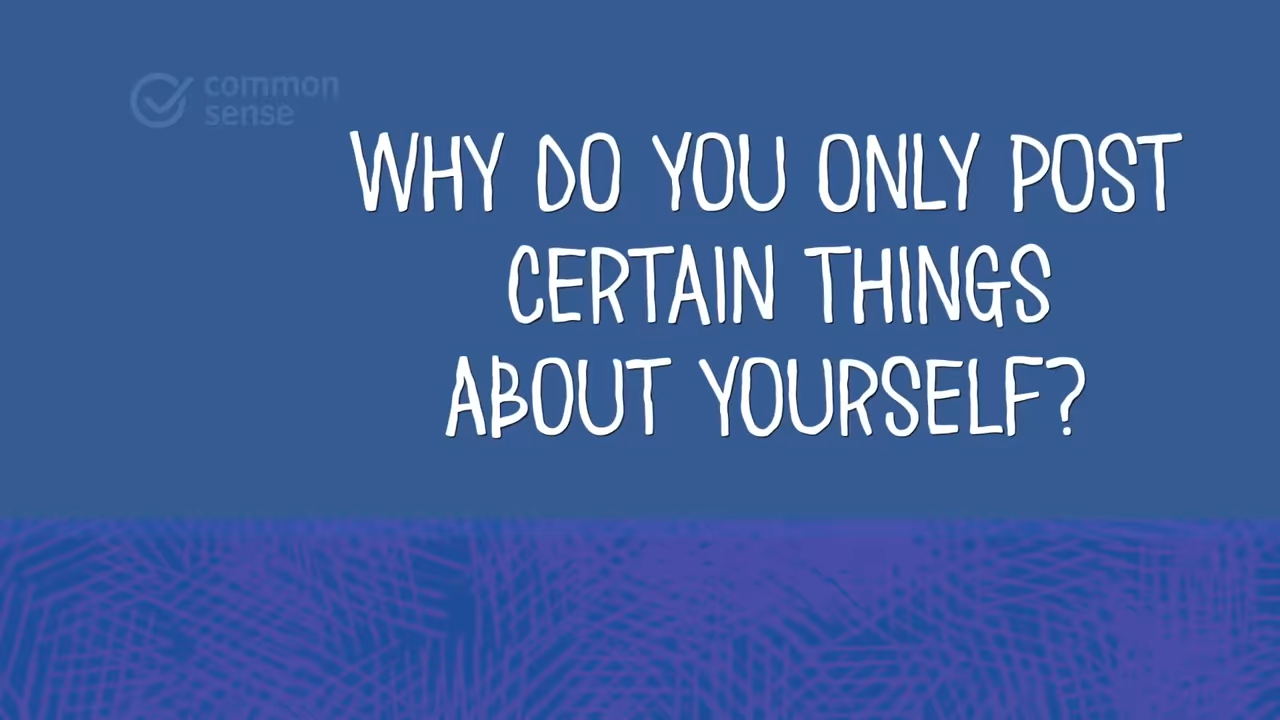 common
sense
WHY DO YOU ONLY POST
CERTAIN THINGS
ABOUT YOURSELF?